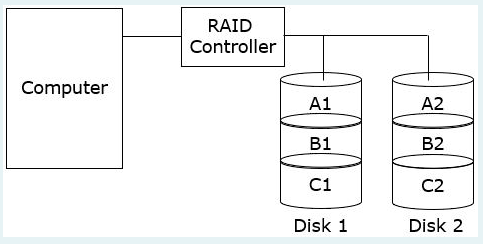 RAID
Controller
Computer
A1
A2
B1
B2
C1
C2
Disk 1
Disk 2